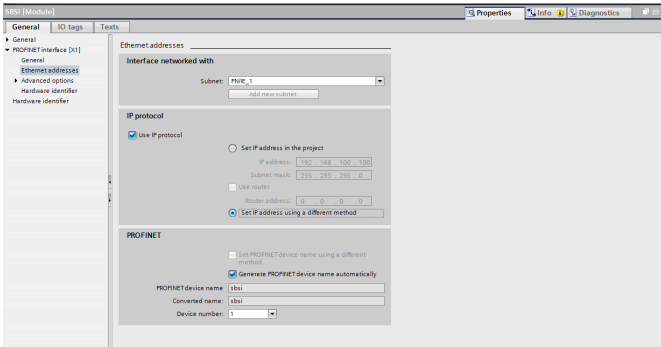 SBSI [Module]
Properties
Info
Diagnostics
General
IO tags
Texts
General
PROFINET interface [X1]
General
Ethernet addresses
Advanced options
Hardware identifier
Hardware identifier
Ethernet addresses
Interface networked with
Subnet: PN/IE_1
Add new subnet
IP protocol
Use IP protocol
Set IP address in the project
IP address: 192 . 168 . 100 . 100
Subnet mask: 255 . 255 . 255 . 0
Use router
Router address: 0 . 0 . 0 . 0
Set IP address using a different method
PROFINET
Set PROFINET device name using a different
method.
Generate PROFINET device name automatically
PROFINET device name sbsi
Converted name: sbsi
Device number: 1